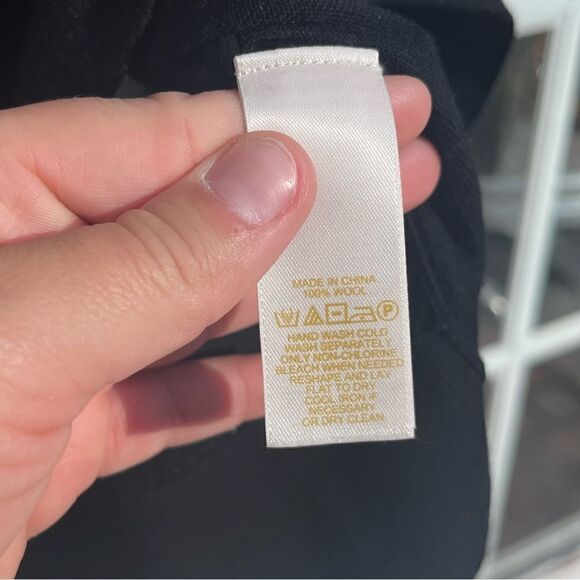 MADE IN CHINA
100% WOOL
P
HAND WASH COLD
WASH SEPARATELY
ONLY NON-CHLORINE
BLEACH WHEN NEEDED
RESHAPE AND LAY
FLAT TO DRY
COOL IRON IF
NECESSARY
OR DRY CLEAN